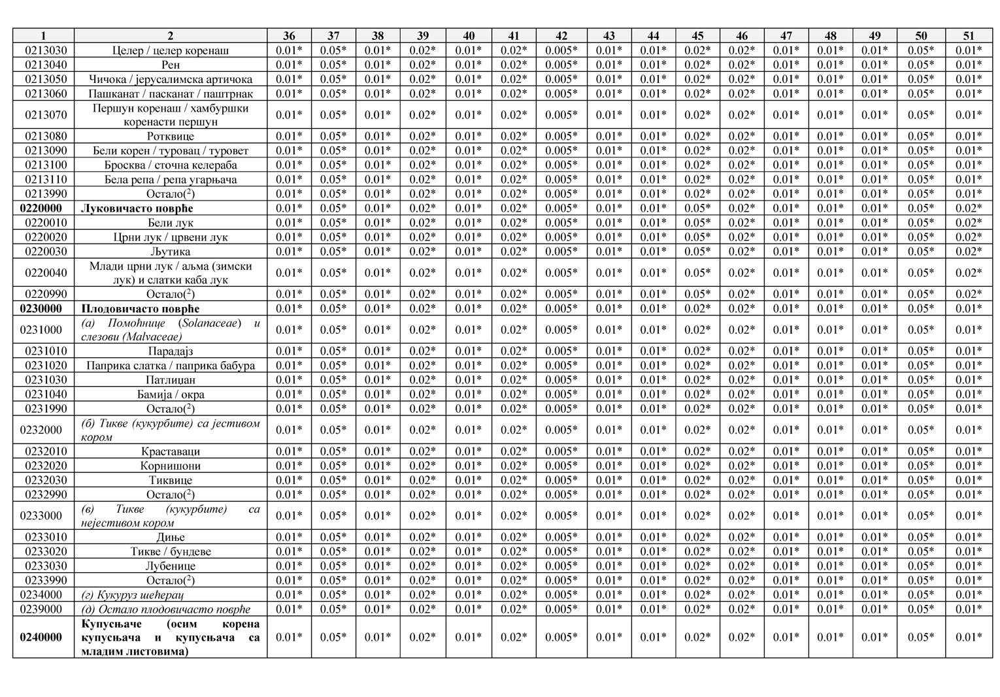 1 2 36 37 38 39 40 41 42 43 44 45 46 47 48 49 50 51
0213030 Целер / целер коренаш 0.01* 0.05* 0.01* 0.02* 0.01* 0.02* 0.005* 0.01* 0.01* 0.02* 0.02* 0.01* 0.01* 0.01* 0.05* 0.01*
0213040 Рен 0.01* 0.05* 0.01* 0.02* 0.01* 0.02* 0.005* 0.01* 0.01* 0.02* 0.02* 0.01* 0.01* 0.01* 0.05* 0.01*
0213050 Чичока / јерусалимска артичока 0.01* 0.05* 0.01* 0.02* 0.01* 0.02* 0.005* 0.01* 0.01* 0.02* 0.02* 0.01* 0.01* 0.01* 0.05* 0.01*
0213060 Пашканат / пасканат / паштрнак 0.01* 0.05* 0.01* 0.02* 0.01* 0.02* 0.005* 0.01* 0.01* 0.02* 0.02* 0.01* 0.01* 0.01* 0.05* 0.01*
0213070 Першун коренаш / хамбуршки
коренасти першун 0.01* 0.05* 0.01* 0.02* 0.01* 0.02* 0.005* 0.01* 0.01* 0.02* 0.02* 0.01* 0.01* 0.01* 0.05* 0.01*
0213080 Ротквице 0.01* 0.05* 0.01* 0.02* 0.01* 0.02* 0.005* 0.01* 0.01* 0.02* 0.02* 0.01* 0.01* 0.01* 0.05* 0.01*
0213090 Бели корен / туровац / туровет 0.01* 0.05* 0.01* 0.02* 0.01* 0.02* 0.005* 0.01* 0.01* 0.02* 0.02* 0.01* 0.01* 0.01* 0.05* 0.01*
0213100 Бросква / сточна келераба 0.01* 0.05* 0.01* 0.02* 0.01* 0.02* 0.005* 0.01* 0.01* 0.02* 0.02* 0.01* 0.01* 0.01* 0.05* 0.01*
0213110 Бела репа / репа угарњача 0.01* 0.05* 0.01* 0.02* 0.01* 0.02* 0.005* 0.01* 0.01* 0.02* 0.02* 0.01* 0.01* 0.01* 0.05* 0.01*
0213990 Остало(²) 0.01* 0.05* 0.01* 0.02* 0.01* 0.02* 0.005* 0.01* 0.01* 0.02* 0.02* 0.01* 0.01* 0.01* 0.05* 0.01*
0220000 Луковичасто поврће 0.01* 0.05* 0.01* 0.02* 0.01* 0.02* 0.005* 0.01* 0.01* 0.05* 0.02* 0.01* 0.01* 0.01* 0.05* 0.02*
0220010 Бели лук 0.01* 0.05* 0.01* 0.02* 0.01* 0.02* 0.005* 0.01* 0.01* 0.05* 0.02* 0.01* 0.01* 0.01* 0.05* 0.02*
0220020 Црни лук / црвени лук 0.01* 0.05* 0.01* 0.02* 0.01* 0.02* 0.005* 0.01* 0.01* 0.05* 0.02* 0.01* 0.01* 0.01* 0.05* 0.02*
0220030 Љутика 0.01* 0.05* 0.01* 0.02* 0.01* 0.02* 0.005* 0.01* 0.01* 0.05* 0.02* 0.01* 0.01* 0.01* 0.05* 0.02*
0220040 Млади црни лук / аљма (зимски
лук) и слатки каба лук 0.01* 0.05* 0.01* 0.02* 0.01* 0.02* 0.005* 0.01* 0.01* 0.05* 0.02* 0.01* 0.01* 0.01* 0.05* 0.02*
0220990 Остало(²) 0.01* 0.05* 0.01* 0.02* 0.01* 0.02* 0.005* 0.01* 0.01* 0.05* 0.02* 0.01* 0.01* 0.01* 0.05* 0.02*
0230000 Плодовичасто поврће 0.01* 0.05* 0.01* 0.02* 0.01* 0.02* 0.005* 0.01* 0.01* 0.02* 0.02* 0.01* 0.01* 0.01* 0.05* 0.01*
0231000 (а) Помоћнице (Solanaceae) и
слезови (Malvaceae) 0.01* 0.05* 0.01* 0.02* 0.01* 0.02* 0.005* 0.01* 0.01* 0.02* 0.02* 0.01* 0.01* 0.01* 0.05* 0.01*
0231010 Парадајз 0.01* 0.05* 0.01* 0.02* 0.01* 0.02* 0.005* 0.01* 0.01* 0.02* 0.02* 0.01* 0.01* 0.01* 0.05* 0.01*
0231020 Паприка слатка / паприка бабура 0.01* 0.05* 0.01* 0.02* 0.01* 0.02* 0.005* 0.01* 0.01* 0.02* 0.02* 0.01* 0.01* 0.01* 0.05* 0.01*
0231030 Патлиџан 0.01* 0.05* 0.01* 0.02* 0.01* 0.02* 0.005* 0.01* 0.01* 0.02* 0.02* 0.01* 0.01* 0.01* 0.05* 0.01*
0231040 Бамија / окра 0.01* 0.05* 0.01* 0.02* 0.01* 0.02* 0.005* 0.01* 0.01* 0.02* 0.02* 0.01* 0.01* 0.01* 0.05* 0.01*
0231990 Остало(²) 0.01* 0.05* 0.01* 0.02* 0.01* 0.02* 0.005* 0.01* 0.01* 0.02* 0.02* 0.01* 0.01* 0.01* 0.05* 0.01*
0232000 (б) Тикве (кукурбите) са јестивом
кором 0.01* 0.05* 0.01* 0.02* 0.01* 0.02* 0.005* 0.01* 0.01* 0.02* 0.02* 0.01* 0.01* 0.01* 0.05* 0.01*
0232010 Краставаци 0.01* 0.05* 0.01* 0.02* 0.01* 0.02* 0.005* 0.01* 0.01* 0.02* 0.02* 0.01* 0.01* 0.01* 0.05* 0.01*
0232020 Корнишони 0.01* 0.05* 0.01* 0.02* 0.01* 0.02* 0.005* 0.01* 0.01* 0.02* 0.02* 0.01* 0.01* 0.01* 0.05* 0.01*
0232030 Тиквице 0.01* 0.05* 0.01* 0.02* 0.01* 0.02* 0.005* 0.01* 0.01* 0.02* 0.02* 0.01* 0.01* 0.01* 0.05* 0.01*
0232990 Остало(²) 0.01* 0.05* 0.01* 0.02* 0.01* 0.02* 0.005* 0.01* 0.01* 0.02* 0.02* 0.01* 0.01* 0.01* 0.05* 0.01*
0233000 (в) Тикве (кукурбите) са
нејестивом кором 0.01* 0.05* 0.01* 0.02* 0.01* 0.02* 0.005* 0.01* 0.01* 0.02* 0.02* 0.01* 0.01* 0.01* 0.05* 0.01*
0233010 Диње 0.01* 0.05* 0.01* 0.02* 0.01* 0.02* 0.005* 0.01* 0.01* 0.02* 0.02* 0.01* 0.01* 0.01* 0.05* 0.01*
0233020 Тикве / бундеве 0.01* 0.05* 0.01* 0.02* 0.01* 0.02* 0.005* 0.01* 0.01* 0.02* 0.02* 0.01* 0.01* 0.01* 0.05* 0.01*
0233030 Лубенице 0.01* 0.05* 0.01* 0.02* 0.01* 0.02* 0.005* 0.01* 0.01* 0.02* 0.02* 0.01* 0.01* 0.01* 0.05* 0.01*
0233990 Остало(²) 0.01* 0.05* 0.01* 0.02* 0.01* 0.02* 0.005* 0.01* 0.01* 0.02* 0.02* 0.01* 0.01* 0.01* 0.05* 0.01*
0234000 (г) Кукуруз шећерац 0.01* 0.05* 0.01* 0.02* 0.01* 0.02* 0.005* 0.01* 0.01* 0.02* 0.02* 0.01* 0.01* 0.01* 0.05* 0.01*
0239000 (д) Остало плодовичасто поврће 0.01* 0.05* 0.01* 0.02* 0.01* 0.02* 0.005* 0.01* 0.01* 0.02* 0.02* 0.01* 0.01* 0.01* 0.05* 0.01*
0240000 Купусњаче (осим корена
купусњача и купусњача са
младим листовима) 0.01* 0.05* 0.01* 0.02* 0.01* 0.02* 0.005* 0.01* 0.01* 0.02* 0.02* 0.01* 0.01* 0.01* 0.05* 0.01*